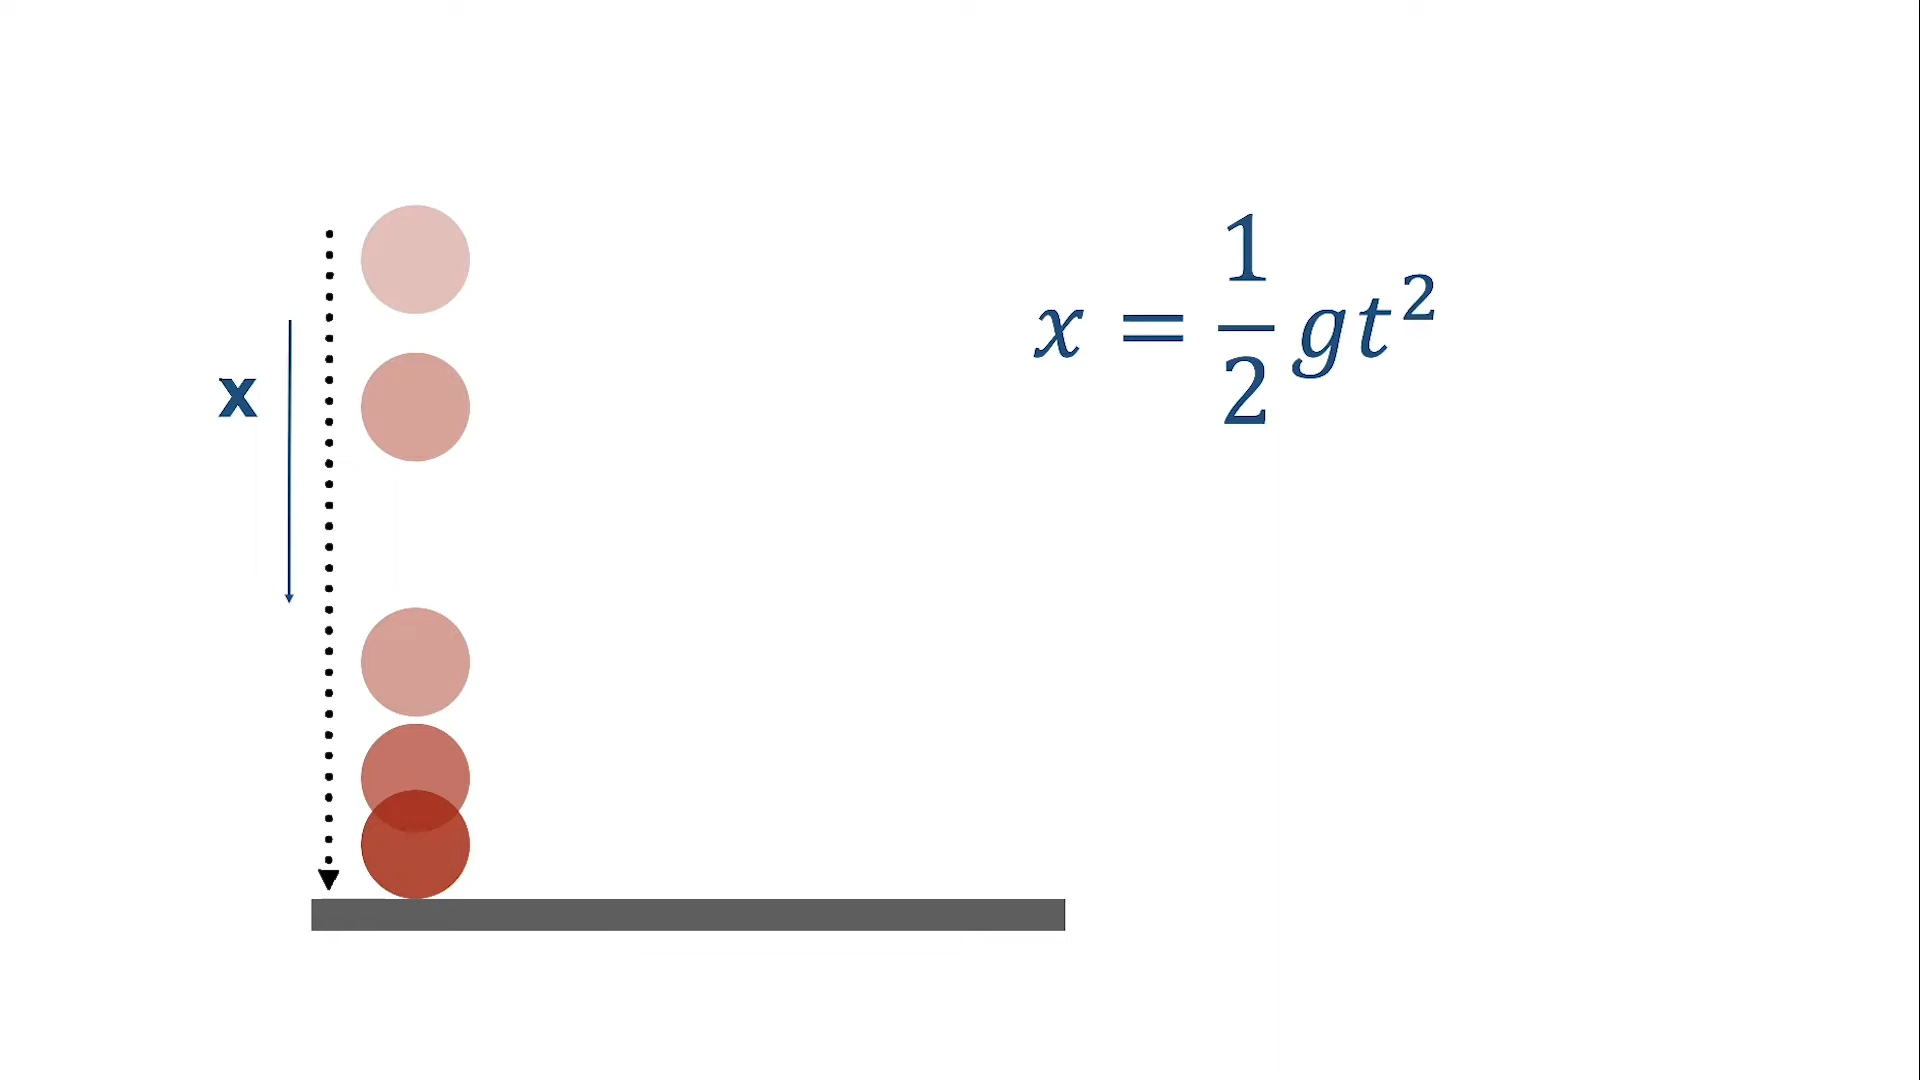 x
x = 1/2 gt²